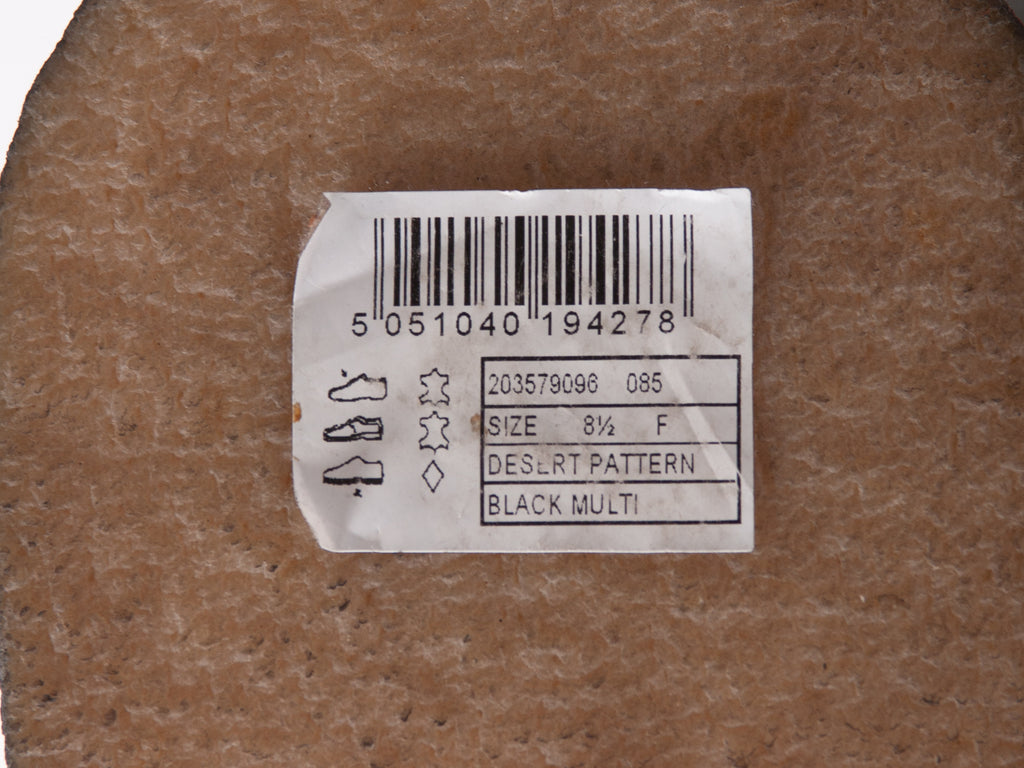 5 051040 194278
203579096 085
SIZE 8½ F
DESERT PATTERN
BLACK MULTI